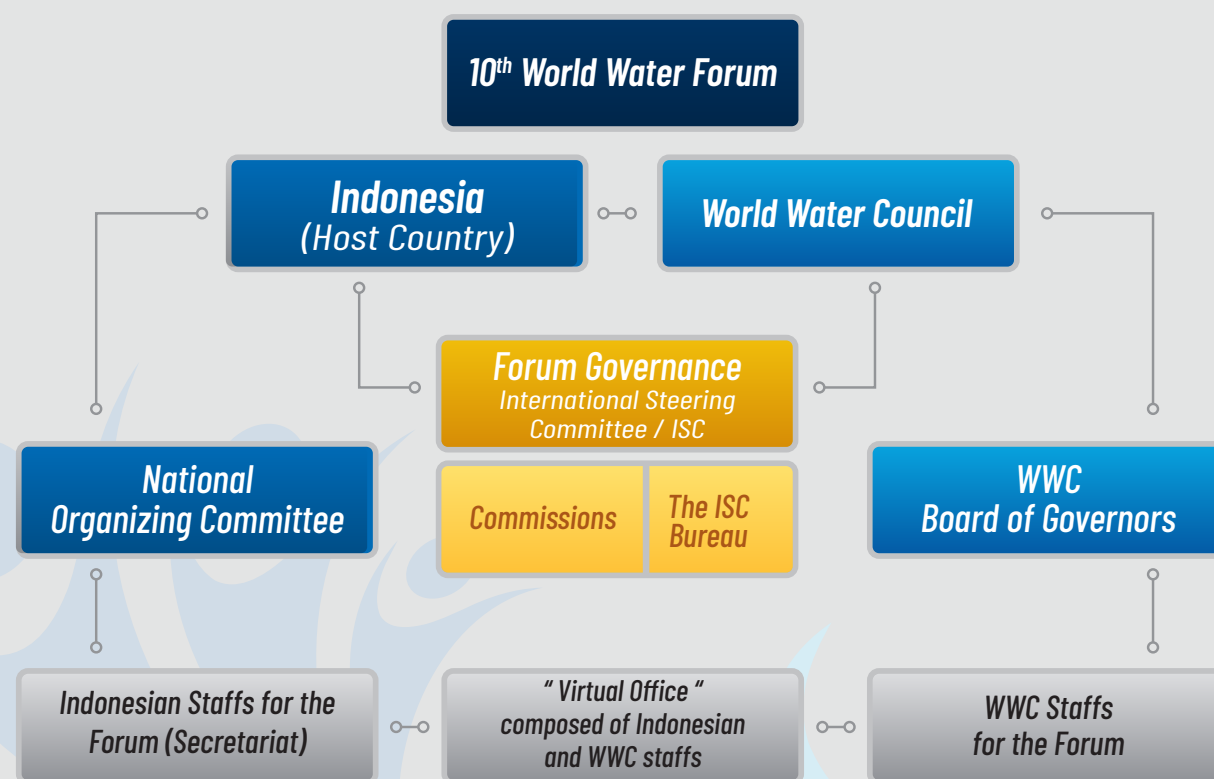 10th World Water Forum
Indonesia
(Host Country)
World Water Council
Forum Governance
International Steering
Committee / ISC
National
Organizing Committee
Commissions
The ISC
Bureau
WWC
Board of Governors
Indonesian Staffs for the
Forum (Secretariat)
“ Virtual Office “
composed of Indonesian
and WWC staffs
WWC Staffs
for the Forum